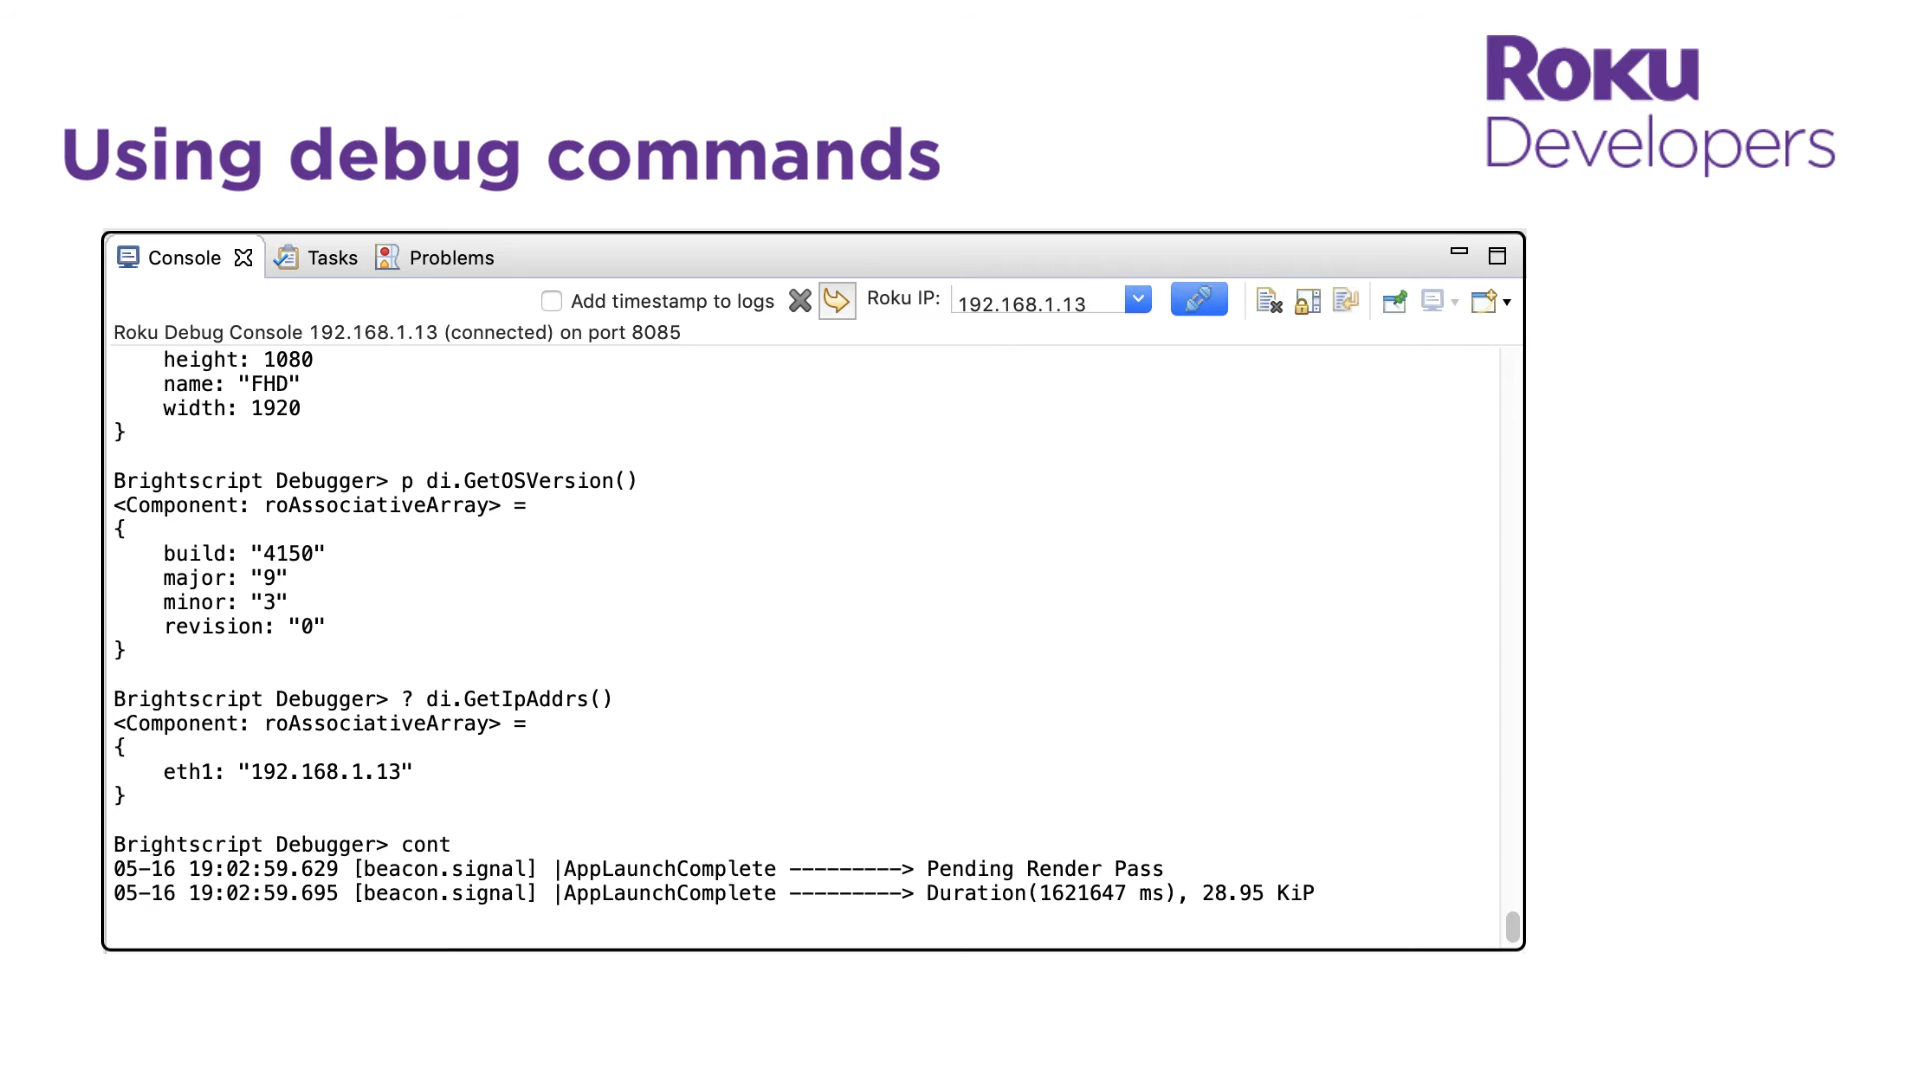 Roku
Developers
Using debug commands
Console Tasks Problems
Add timestamp to logs Roku IP: 192.168.1.13
Roku Debug Console 192.168.1.13 (connected) on port 8085
height: 1080
name: "FHD"
width: 1920
}
Brightscript Debugger> p di.GetOSVersion()
<Component: roAssociativeArray> =
{
build: "4150"
major: "9"
minor: "3"
revision: "0"
}
Brightscript Debugger> ? di.GetIpAddrs()
<Component: roAssociativeArray> =
{
eth1: "192.168.1.13"
}
Brightscript Debugger> cont
05-16 19:02:59.629 [beacon.signal] |AppLaunchComplete ---------> Pending Render Pass
05-16 19:02:59.695 [beacon.signal] |AppLaunchComplete ---------> Duration(1621647 ms), 28.95 KiP